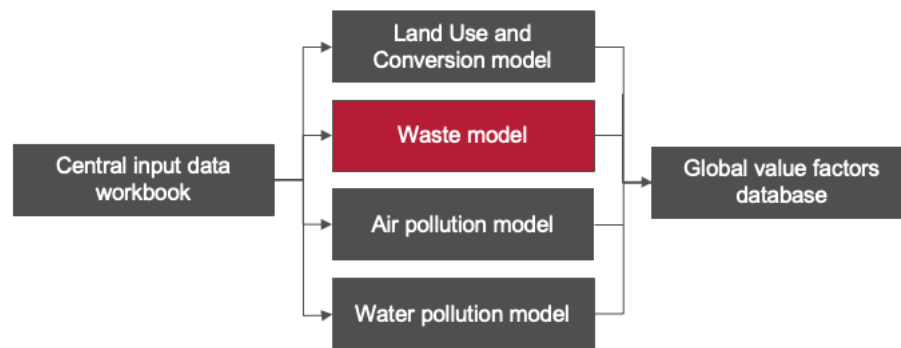 Land Use and
Conversion model
Waste model
Central input data
workbook
Global value factors
database
Air pollution model
Water pollution model